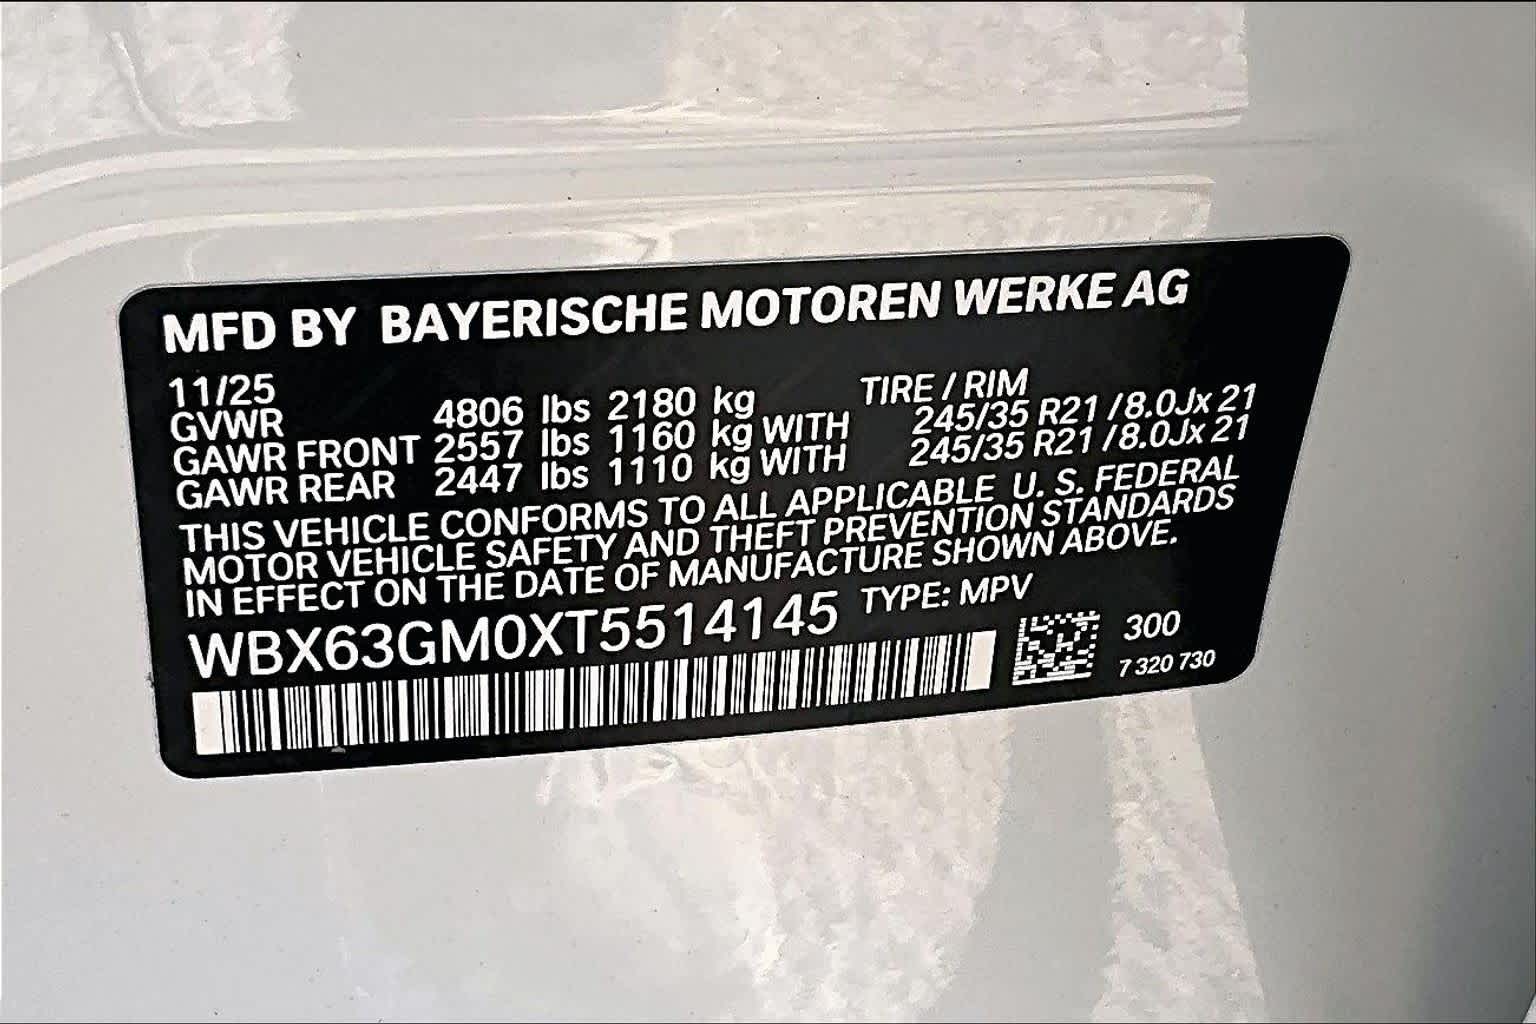 MFD BY BAYERISCHE MOTOREN WERKE AG
11/25 TIRE / RIM
GVWR 4806 lbs 2180 kg
GAWR FRONT 2557 lbs 1160 kg WITH 245/35 R21 /8.0Jx 21
GAWR REAR 2447 lbs 1110 kg WITH 245/35 R21 /8.0Jx 21
THIS VEHICLE CONFORMS TO ALL APPLICABLE U. S. FEDERAL
MOTOR VEHICLE SAFETY AND THEFT PREVENTION STANDARDS
IN EFFECT ON THE DATE OF MANUFACTURE SHOWN ABOVE.
WBX63GM0XT5514145 TYPE: MPV
300
7 320 730